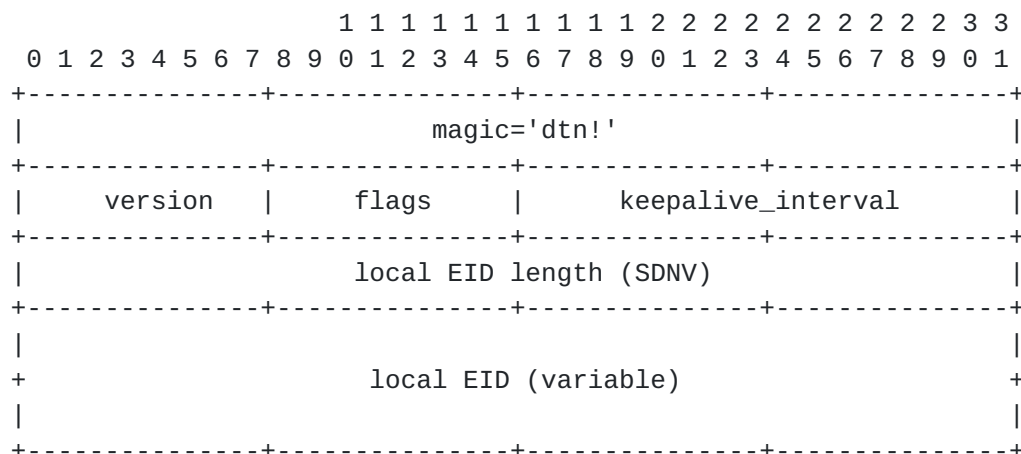 1 1 1 1 1 1 1 1 1 1 2 2 2 2 2 2 2 2 2 2 3 3
0 1 2 3 4 5 6 7 8 9 0 1 2 3 4 5 6 7 8 9 0 1 2 3 4 5 6 7 8 9 0 1
+---------------+---------------+---------------+---------------+
| magic='dtn!' |
+---------------+---------------+---------------+---------------+
| version | flags | keepalive_interval |
+---------------+---------------+---------------+---------------+
| local EID length (SDNV) |
+---------------+---------------+---------------+---------------+
| |
+ local EID (variable) +
| |
+---------------+---------------+---------------+---------------+